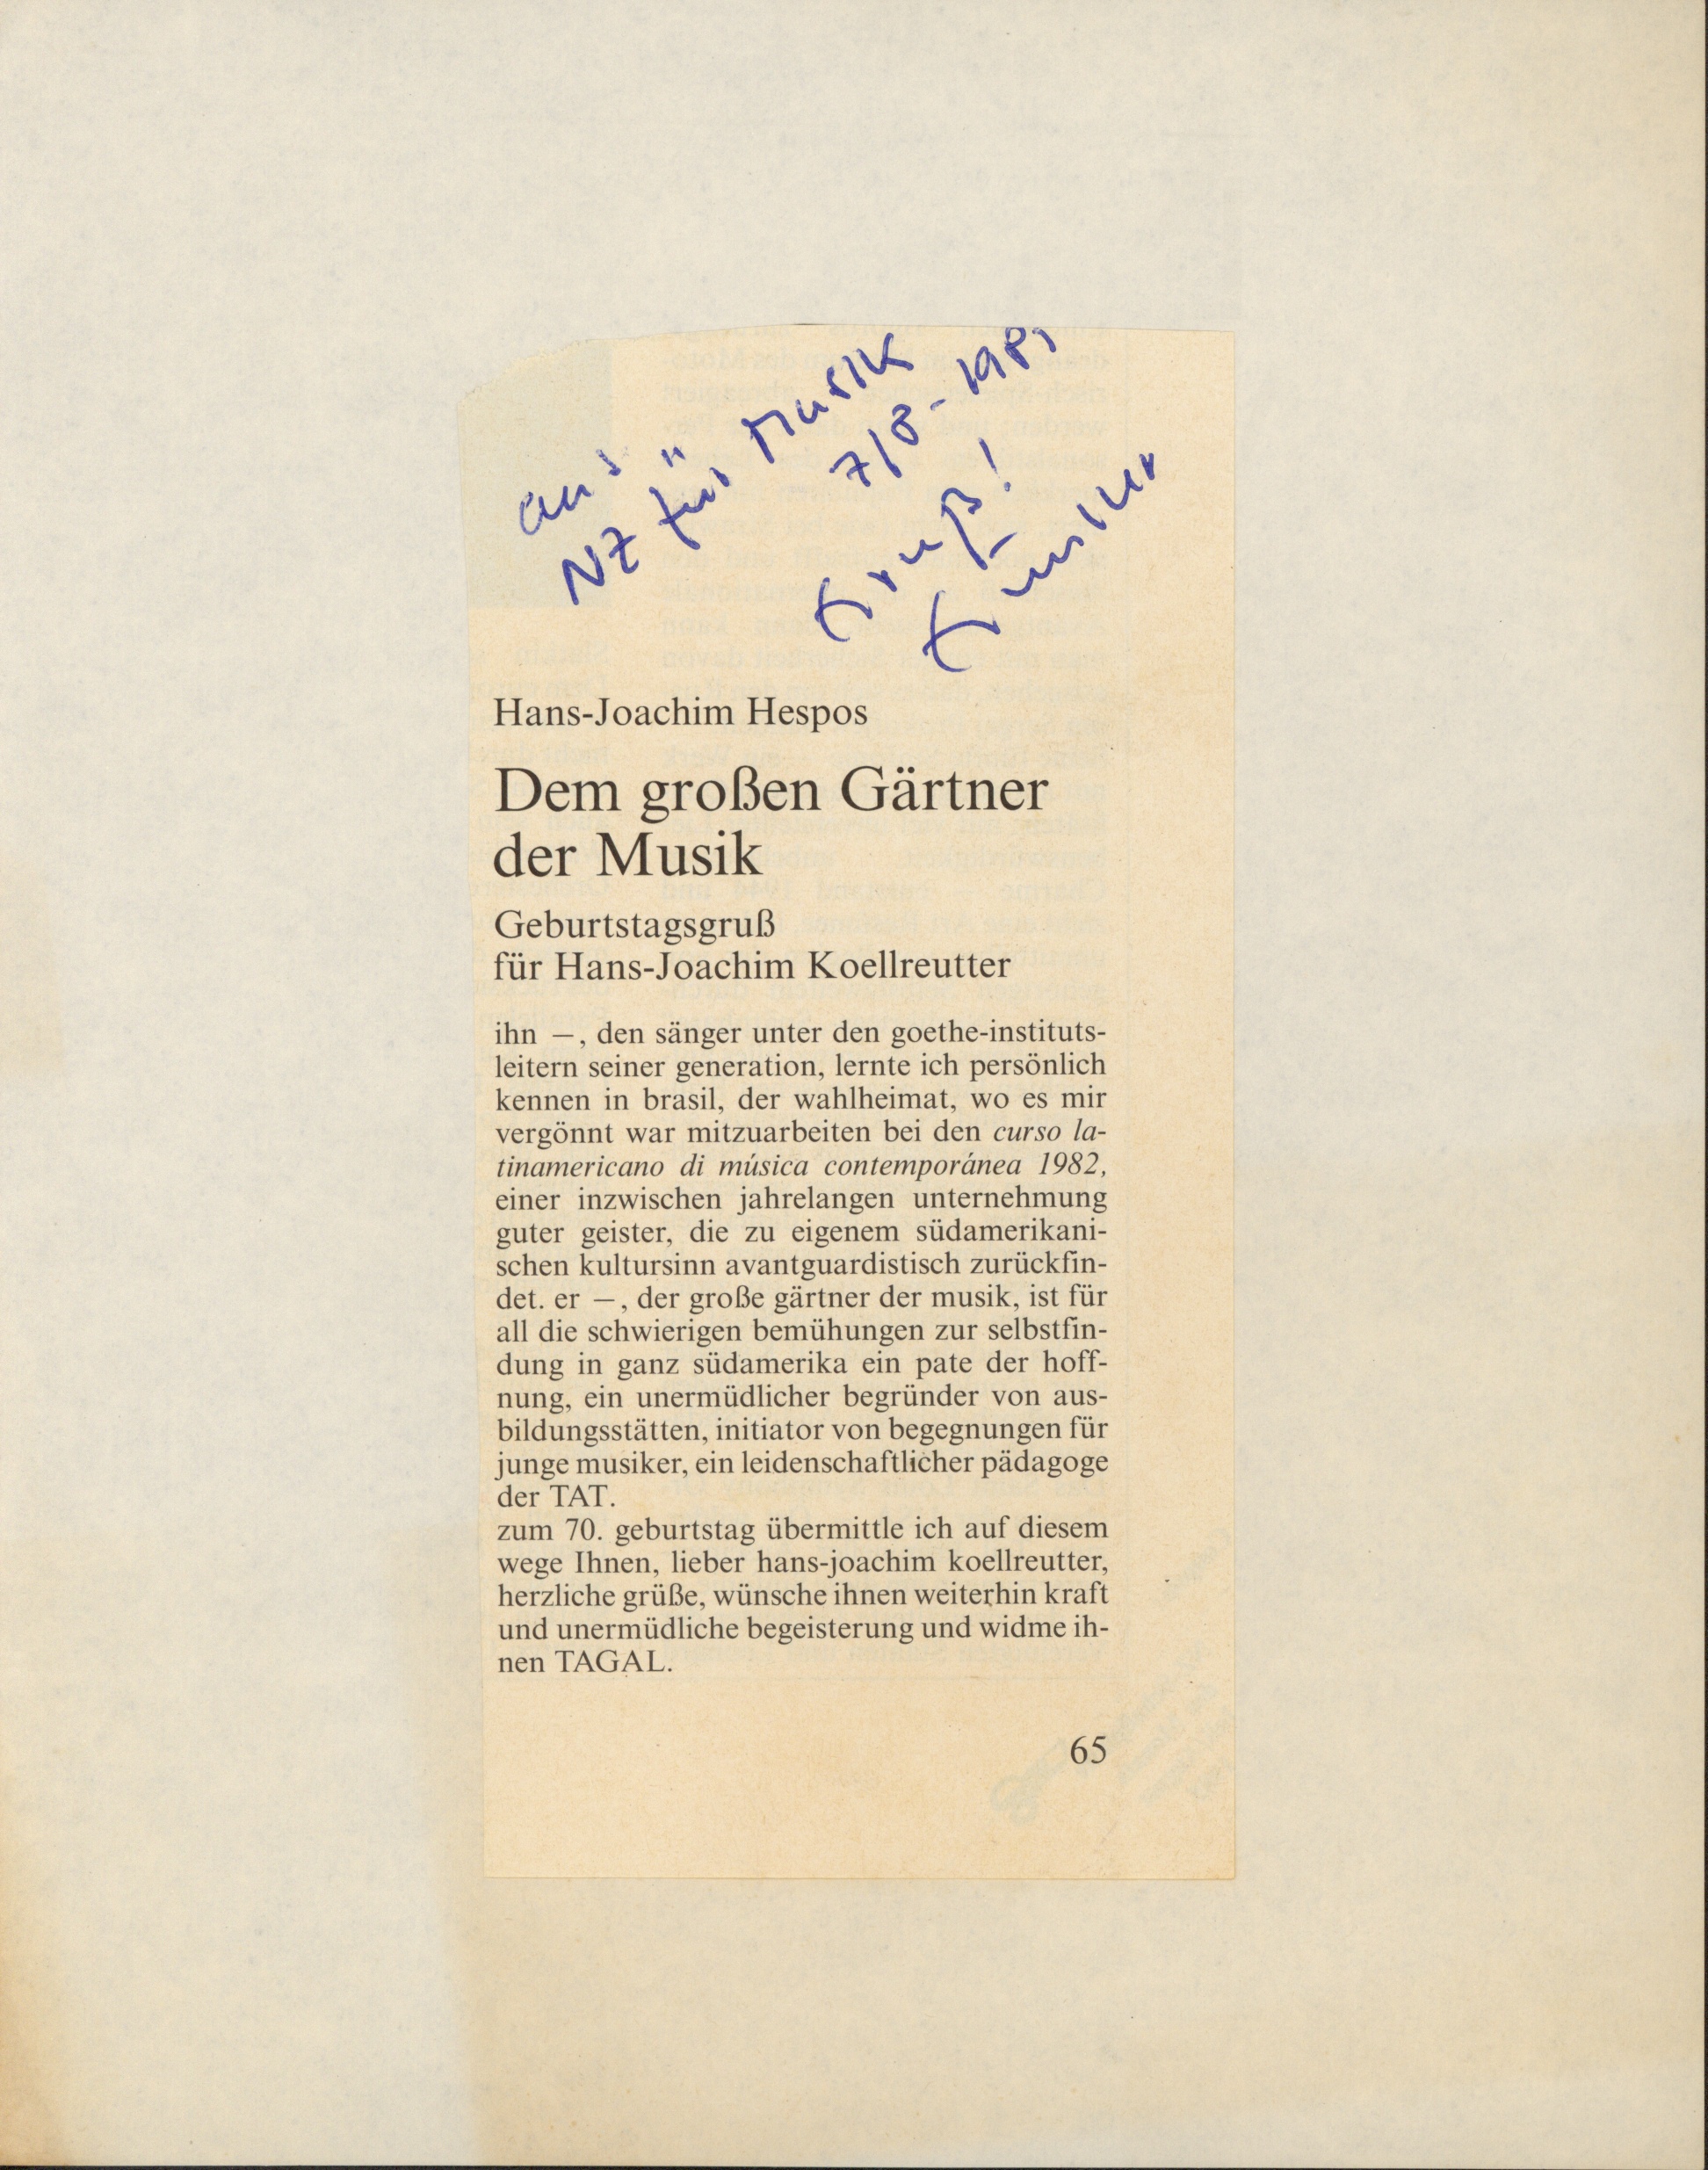 aus
NZ für Musik
7/8-198
Gruß!
Hans-Joachim Hespos
Dem großen Gärtner
der Musik
Geburtstagsgruß
für Hans-Joachim Koellreutter
ihn –, den sänger unter den goethe-instituts-
leitern seiner generation, lernte ich persönlich
kennen in brasil, der wahlheimat, wo es mir
vergönnt war mitzuarbeiten bei den curso la-
tinamericano di música contemporánea 1982,
einer inzwischen jahrelangen unternehmung
guter geister, die zu eigenem südamerikani-
schen kultursinn avantguardistisch zurückfin-
det. er –, der große gärtner der musik, ist für
all die schwierigen bemühungen zur selbstfin-
dung in ganz südamerika ein pate der hoff-
nung, ein unermüdlicher begründer von aus-
bildungsstätten, initiator von begegnungen für
junge musiker, ein leidenschaftlicher pädagoge
der TAT.
zum 70. geburtstag übermittle ich auf diesem
wege Ihnen, lieber hans-joachim koellreutter,
herzliche grüße, wünsche ihnen weiterhin kraft
und unermüdliche begeisterung und widme ih-
nen TAGAL.
65